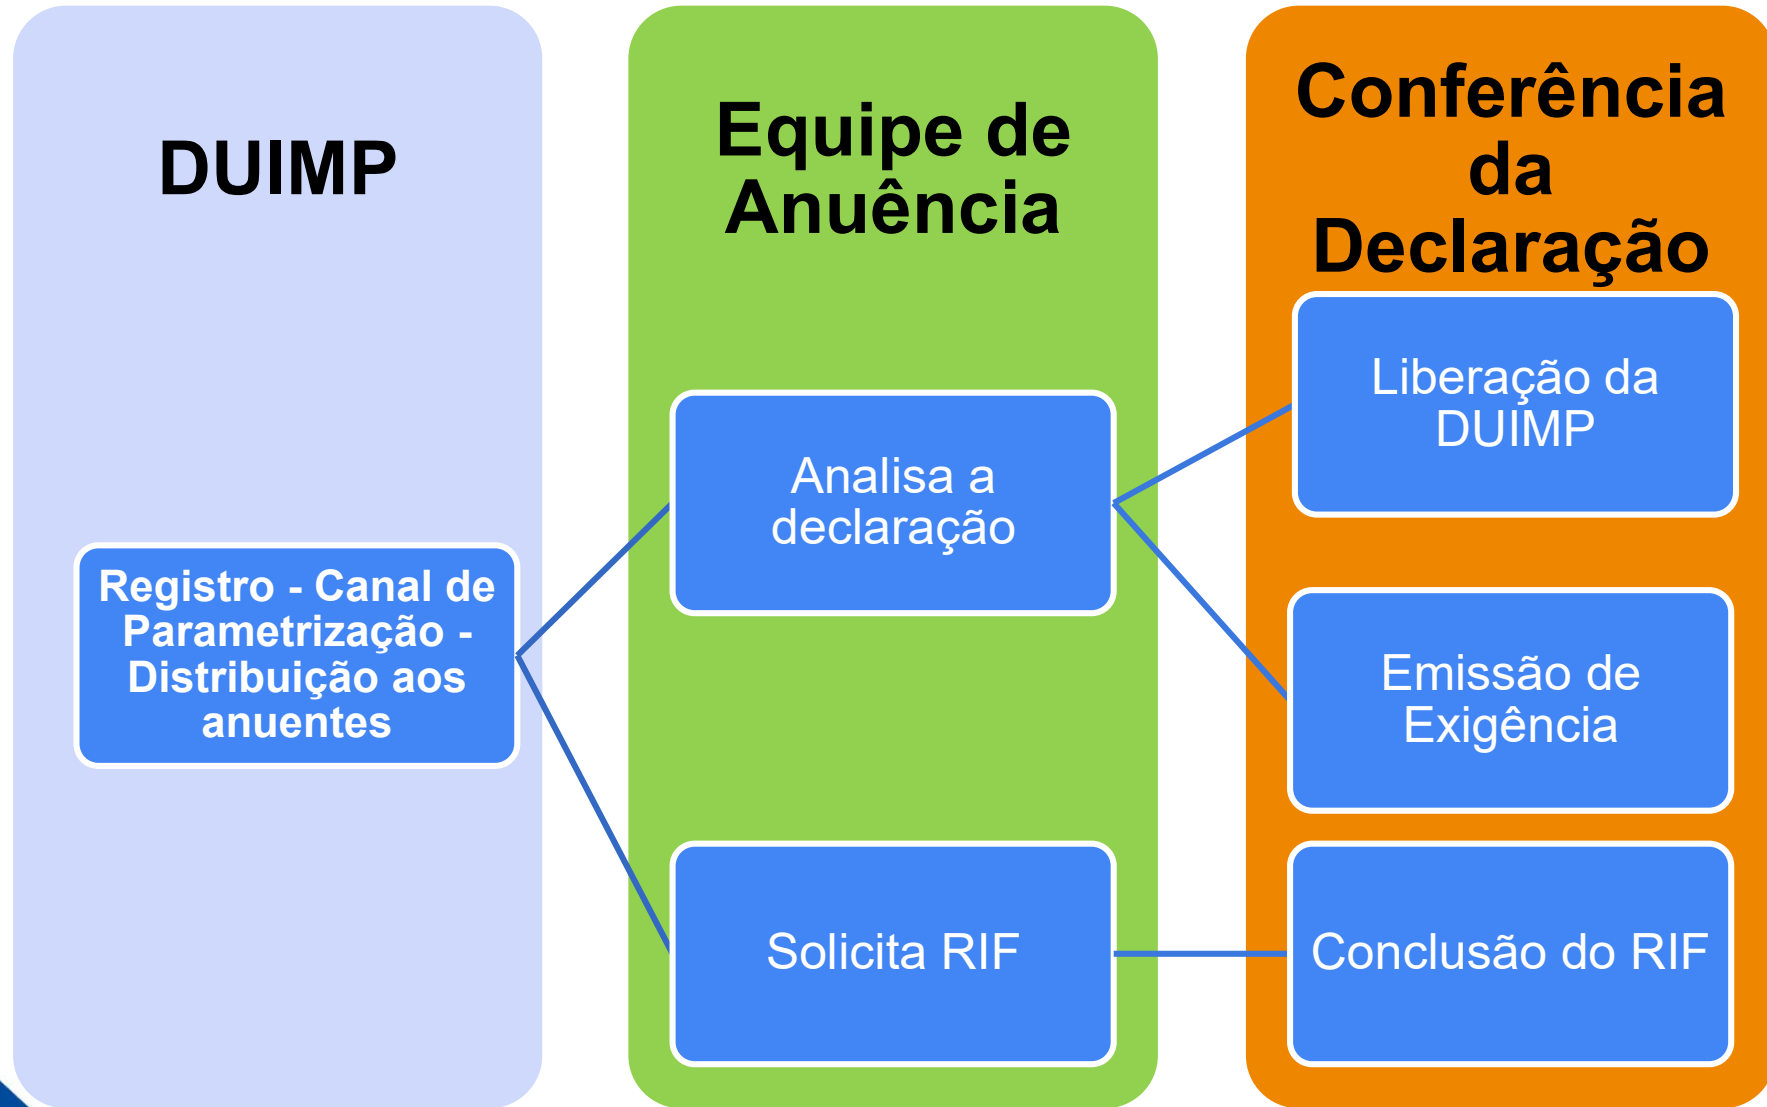 DUIMP
Registro - Canal de
Parametrização -
Distribuição aos
anuentes
Equipe de
Anuência
Analisa a
declaração
Solicita RIF
Conferência
da
Declaração
Liberação da
DUIMP
Emissão de
Exigência
Conclusão do RIF